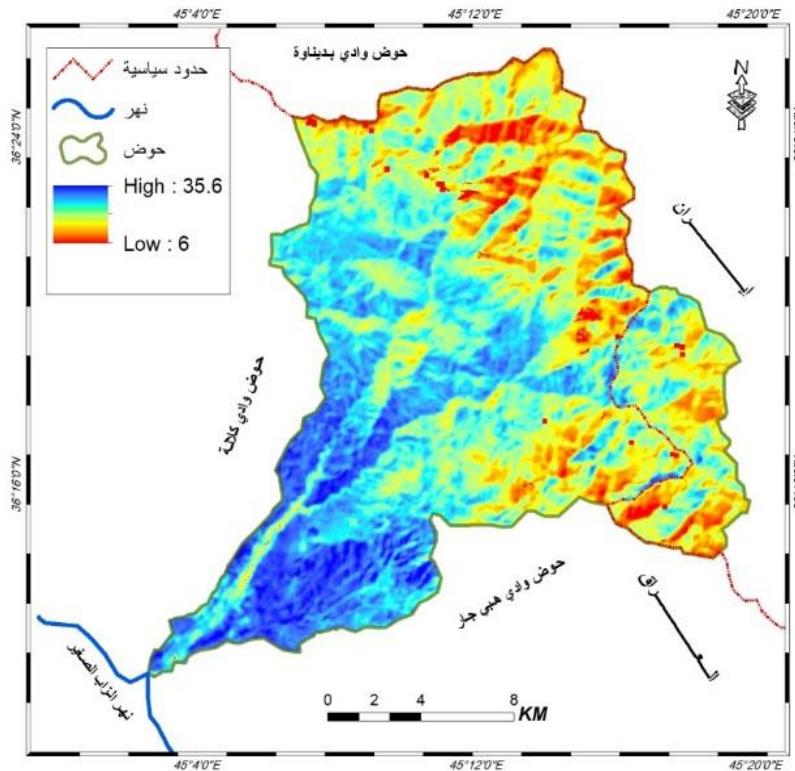 45°4'0"E 45°12'0"E 45°20'0"E
حوض وادي بديناوة
حدود سياسية
نهر
حوض
High : 35.6
Low : 6
N
36°24'0"N
حوض وادي كلالة
36°16'0"N
حوض وادي هبي جار
نهر الزاب الصغير
0 2 4 8
KM
45°4'0"E 45°12'0"E 45°20'0"E